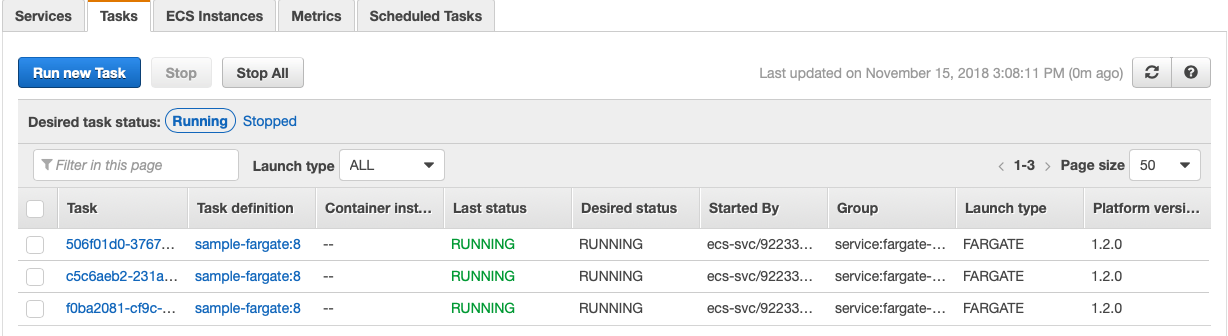 Services Tasks ECS Instances Metrics Scheduled Tasks
Run new Task Stop Stop All Last updated on November 15, 2018 3:08:11 PM (0m ago)
Desired task status: Running Stopped
Filter in this page Launch type ALL 1-3 Page size 50
Task Task definition Container inst... Last status Desired status Started By Group Launch type Platform versi...
506f01d0-3767... sample-fargate:8 -- RUNNING RUNNING ecs-svc/92233... service:fargate-... FARGATE 1.2.0
c5c6aeb2-231a... sample-fargate:8 -- RUNNING RUNNING ecs-svc/92233... service:fargate-... FARGATE 1.2.0
f0ba2081-cf9c-... sample-fargate:8 -- RUNNING RUNNING ecs-svc/92233... service:fargate-... FARGATE 1.2.0